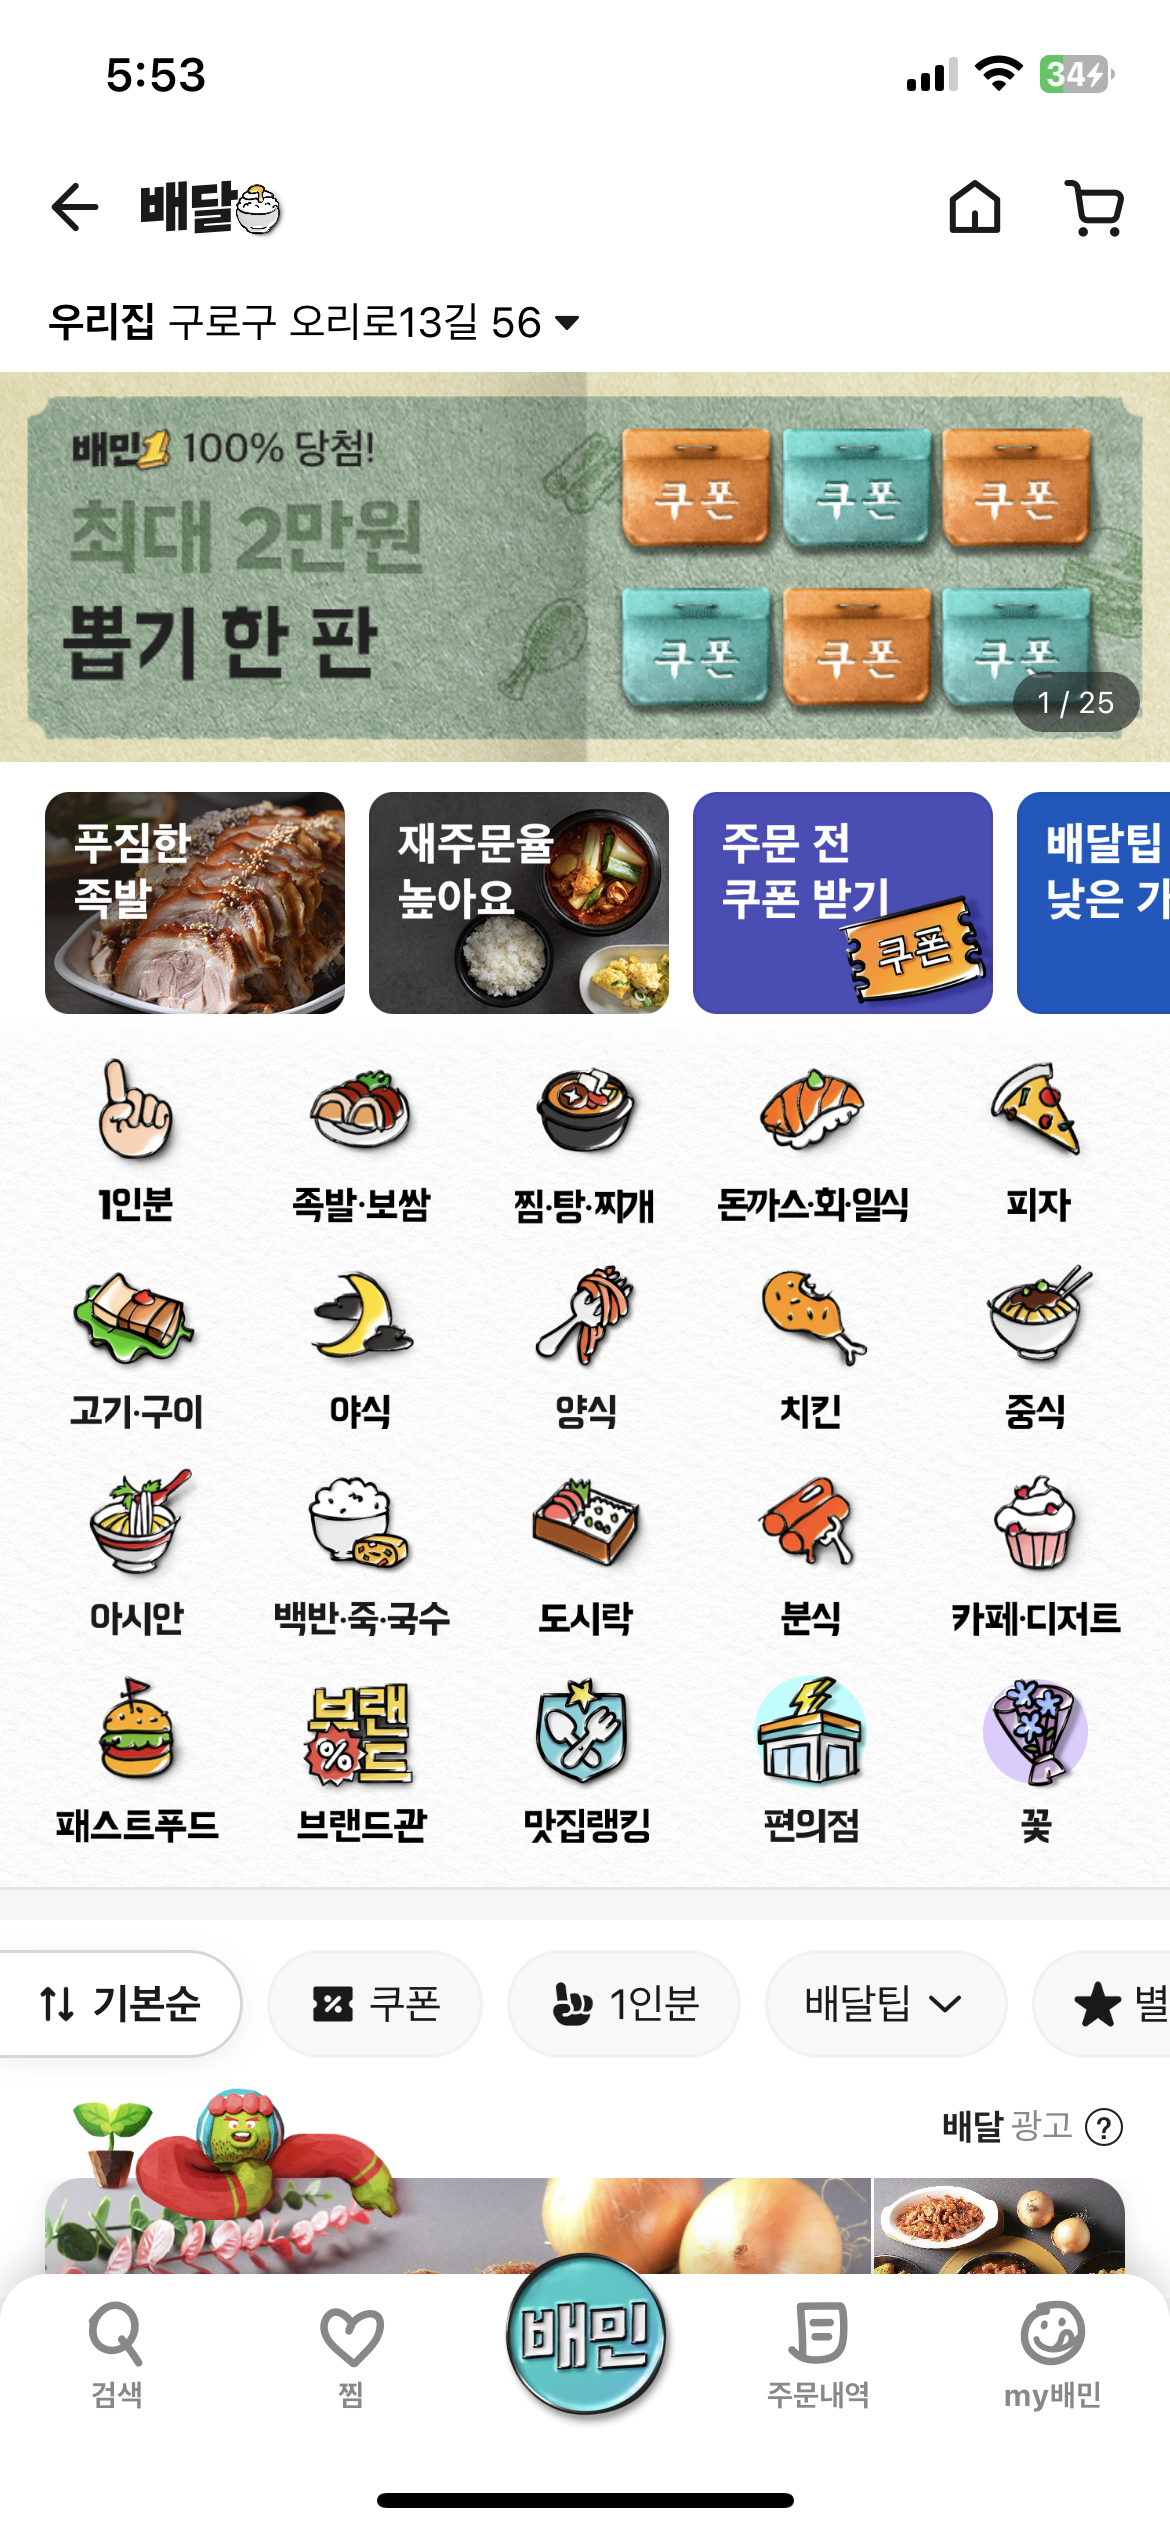 5:53
34
배달
우리집 구로구 오리로13길 56
배민1 100% 당첨!
최대 2만원
뽑기 한 판
쿠폰 쿠폰 쿠폰
쿠폰 쿠폰 쿠폰
1 / 25
푸짐한
족발
재주문율
높아요
주문 전
쿠폰 받기
쿠폰
배달팁
낮은 가
1인분 족발·보쌈 찜·탕·찌개 돈까스·회·일식 피자
고기·구이 야식 양식 치킨 중식
아시안 백반·죽·국수 도시락 분식 카페·디저트
브랜
%드
패스트푸드 브랜드관 맛집랭킹 편의점 꽃
기본순 쿠폰 1인분 배달팁 별
배달 광고 ?
배민
검색 찜 주문내역 my배민